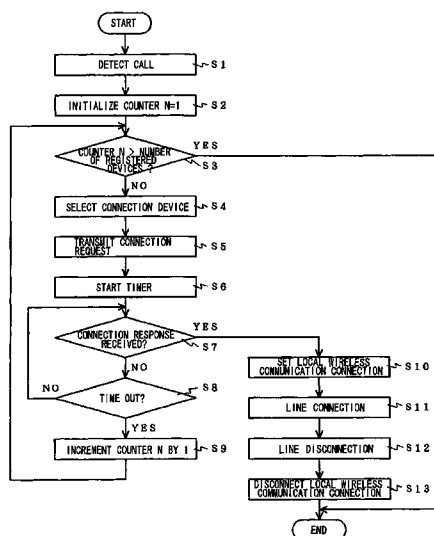 START
DETECT CALL
S1
INITIALIZE COUNTER N=1
S2
COUNTER N > NUMBER
OF REGISTERED
DEVICES ?
YES
S3
NO
SELECT CONNECTION DEVICE
S4
TRANSMIT CONNECTION
REQUEST
S5
START TIMER
S6
CONNECTION RESPONSE
RECEIVED?
YES
S7
NO
TIME OUT?
S8
NO
YES
INCREMENT COUNTER N BY 1
S9
SET LOCAL WIRELESS
COMMUNICATION CONNECTION
S10
LINE CONNECTION
S11
LINE DISCONNECTION
S12
DISCONNECT LOCAL WIRELESS
COMMUNICATION CONNECTION
S13
END